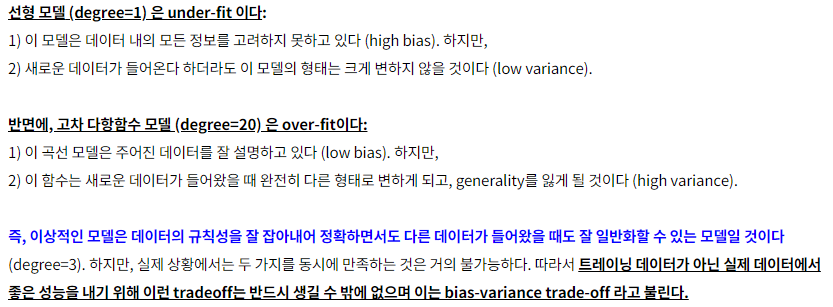 선형 모델 (degree=1) 은 under-fit 이다:
1) 이 모델은 데이터 내의 모든 정보를 고려하지 못하고 있다 (high bias). 하지만,
2) 새로운 데이터가 들어온다 하더라도 이 모델의 형태는 크게 변하지 않을 것이다 (low variance).
반면에, 고차 다항함수 모델 (degree=20) 은 over-fit이다:
1) 이 곡선 모델은 주어진 데이터를 잘 설명하고 있다 (low bias). 하지만,
2) 이 함수는 새로운 데이터가 들어왔을 때 완전히 다른 형태로 변하게 되고, generality를 잃게 될 것이다 (high variance).
즉, 이상적인 모델은 데이터의 규칙성을 잘 잡아내어 정확하면서도 다른 데이터가 들어왔을 때도 잘 일반화할 수 있는 모델일 것이다
(degree=3). 하지만, 실제 상황에서는 두 가지를 동시에 만족하는 것은 거의 불가능하다. 따라서 트레이닝 데이터가 아닌 실제 데이터에서
좋은 성능을 내기 위해 이런 tradeoff는 반드시 생길 수 밖에 없으며 이는 bias-variance trade-off 라고 불린다.